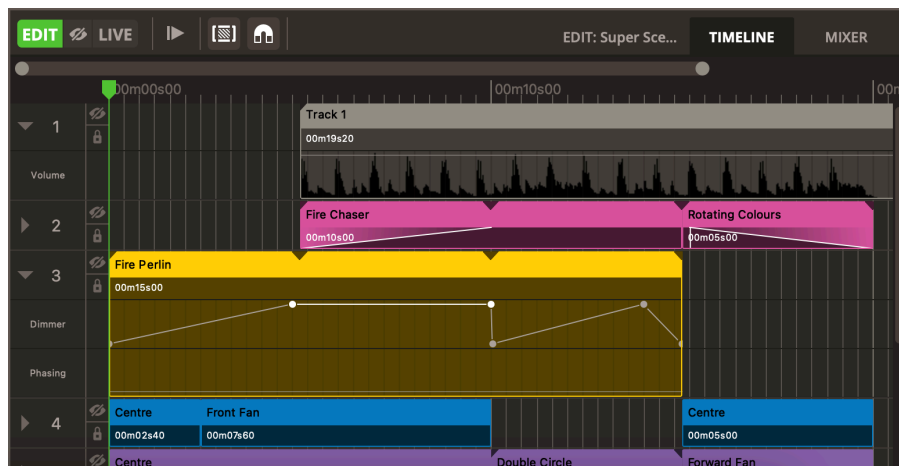 EDIT LIVE EDIT: Super Sce... TIMELINE MIXER
00m00s00 00m10s00 00m
1 Track 1
00m19s20
Volume
2 Fire Chaser Rotating Colours
00m10s00 00m05s00
3 Fire Perlin
00m15s00
Dimmer
Phasing
4 Centre Front Fan Centre
00m02s40 00m07s60 00m05s00
Centre Double Circle Forward Fan